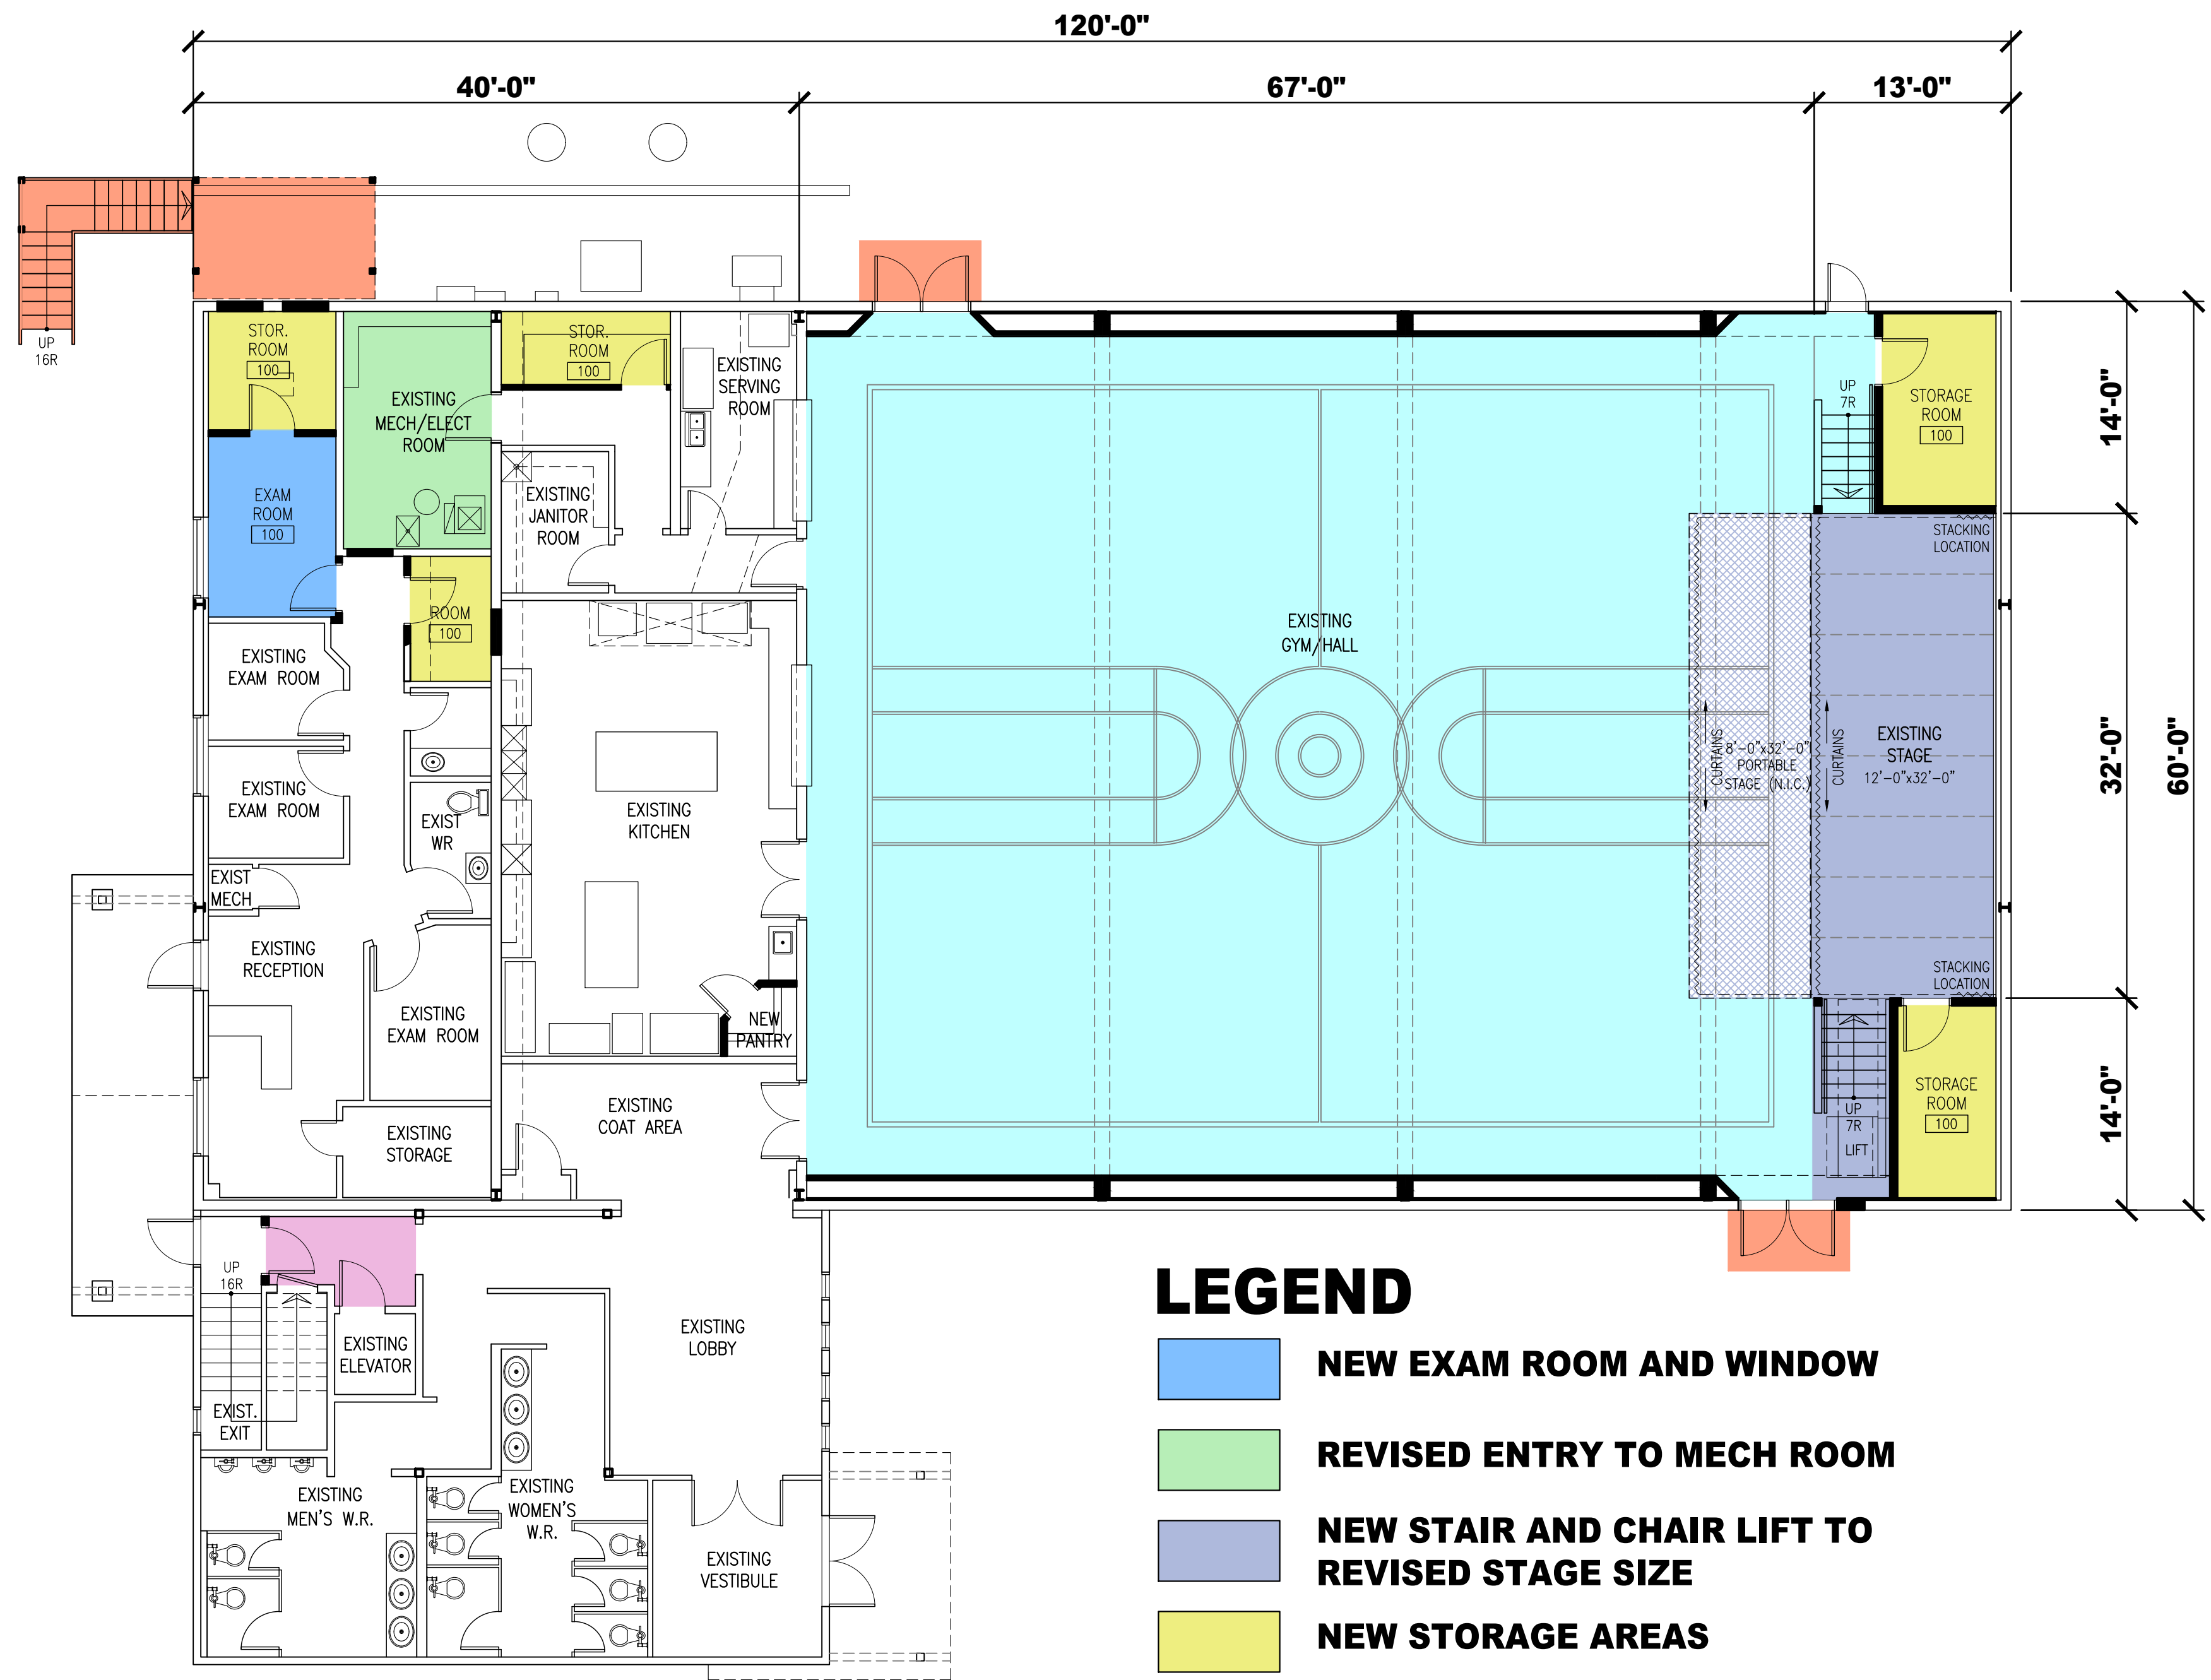 120'-0"
40'-0"
67'-0"
13'-0"
UP
16R
STOR.
ROOM
100
STOR.
ROOM
100
EXISTING
SERVING
ROOM
EXISTING
MECH/ELECT
ROOM
UP
7R
STORAGE
ROOM
100
14'-0"
EXAM
ROOM
100
EXISTING
JANITOR
ROOM
STACKING
LOCATION
ROOM
100
EXISTING
GYM/HALL
EXISTING
EXAM ROOM
EXISTING
EXAM ROOM
EXISTING
KITCHEN
EXIST
WR
CURTAINS
8'-0"x32'-0"
PORTABLE
STAGE (N.I.C.)
CURTAINS
EXISTING
STAGE
12'-0"x32'-0"
32'-0"
60'-0"
EXIST
MECH
EXISTING
RECEPTION
EXISTING
EXAM ROOM
NEW
PANTRY
STACKING
LOCATION
EXISTING
COAT AREA
EXISTING
STORAGE
UP
7R
LIFT
STORAGE
ROOM
100
14'-0"
UP
16R
EXISTING
ELEVATOR
EXISTING
LOBBY
EXIST.
EXIT
EXISTING
MEN'S W.R.
EXISTING
WOMEN'S
W.R.
EXISTING
VESTIBULE
LEGEND
NEW EXAM ROOM AND WINDOW
REVISED ENTRY TO MECH ROOM
NEW STAIR AND CHAIR LIFT TO
REVISED STAGE SIZE
NEW STORAGE AREAS